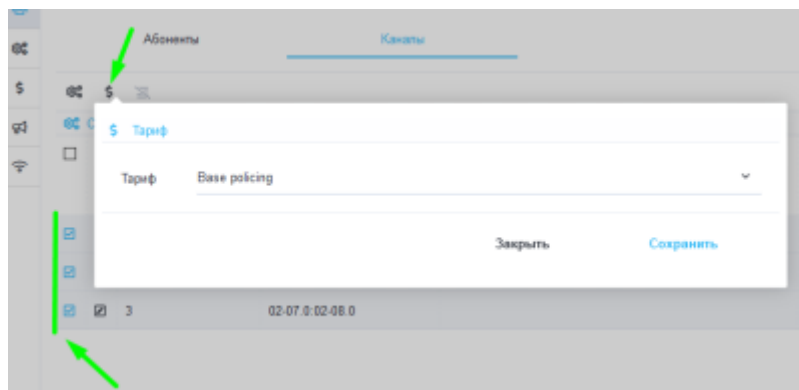 Абоненты Каналы
$
$
$ Тариф
Тариф Base policing
Закрыть Сохранить
3 02-07.0:02-08.0